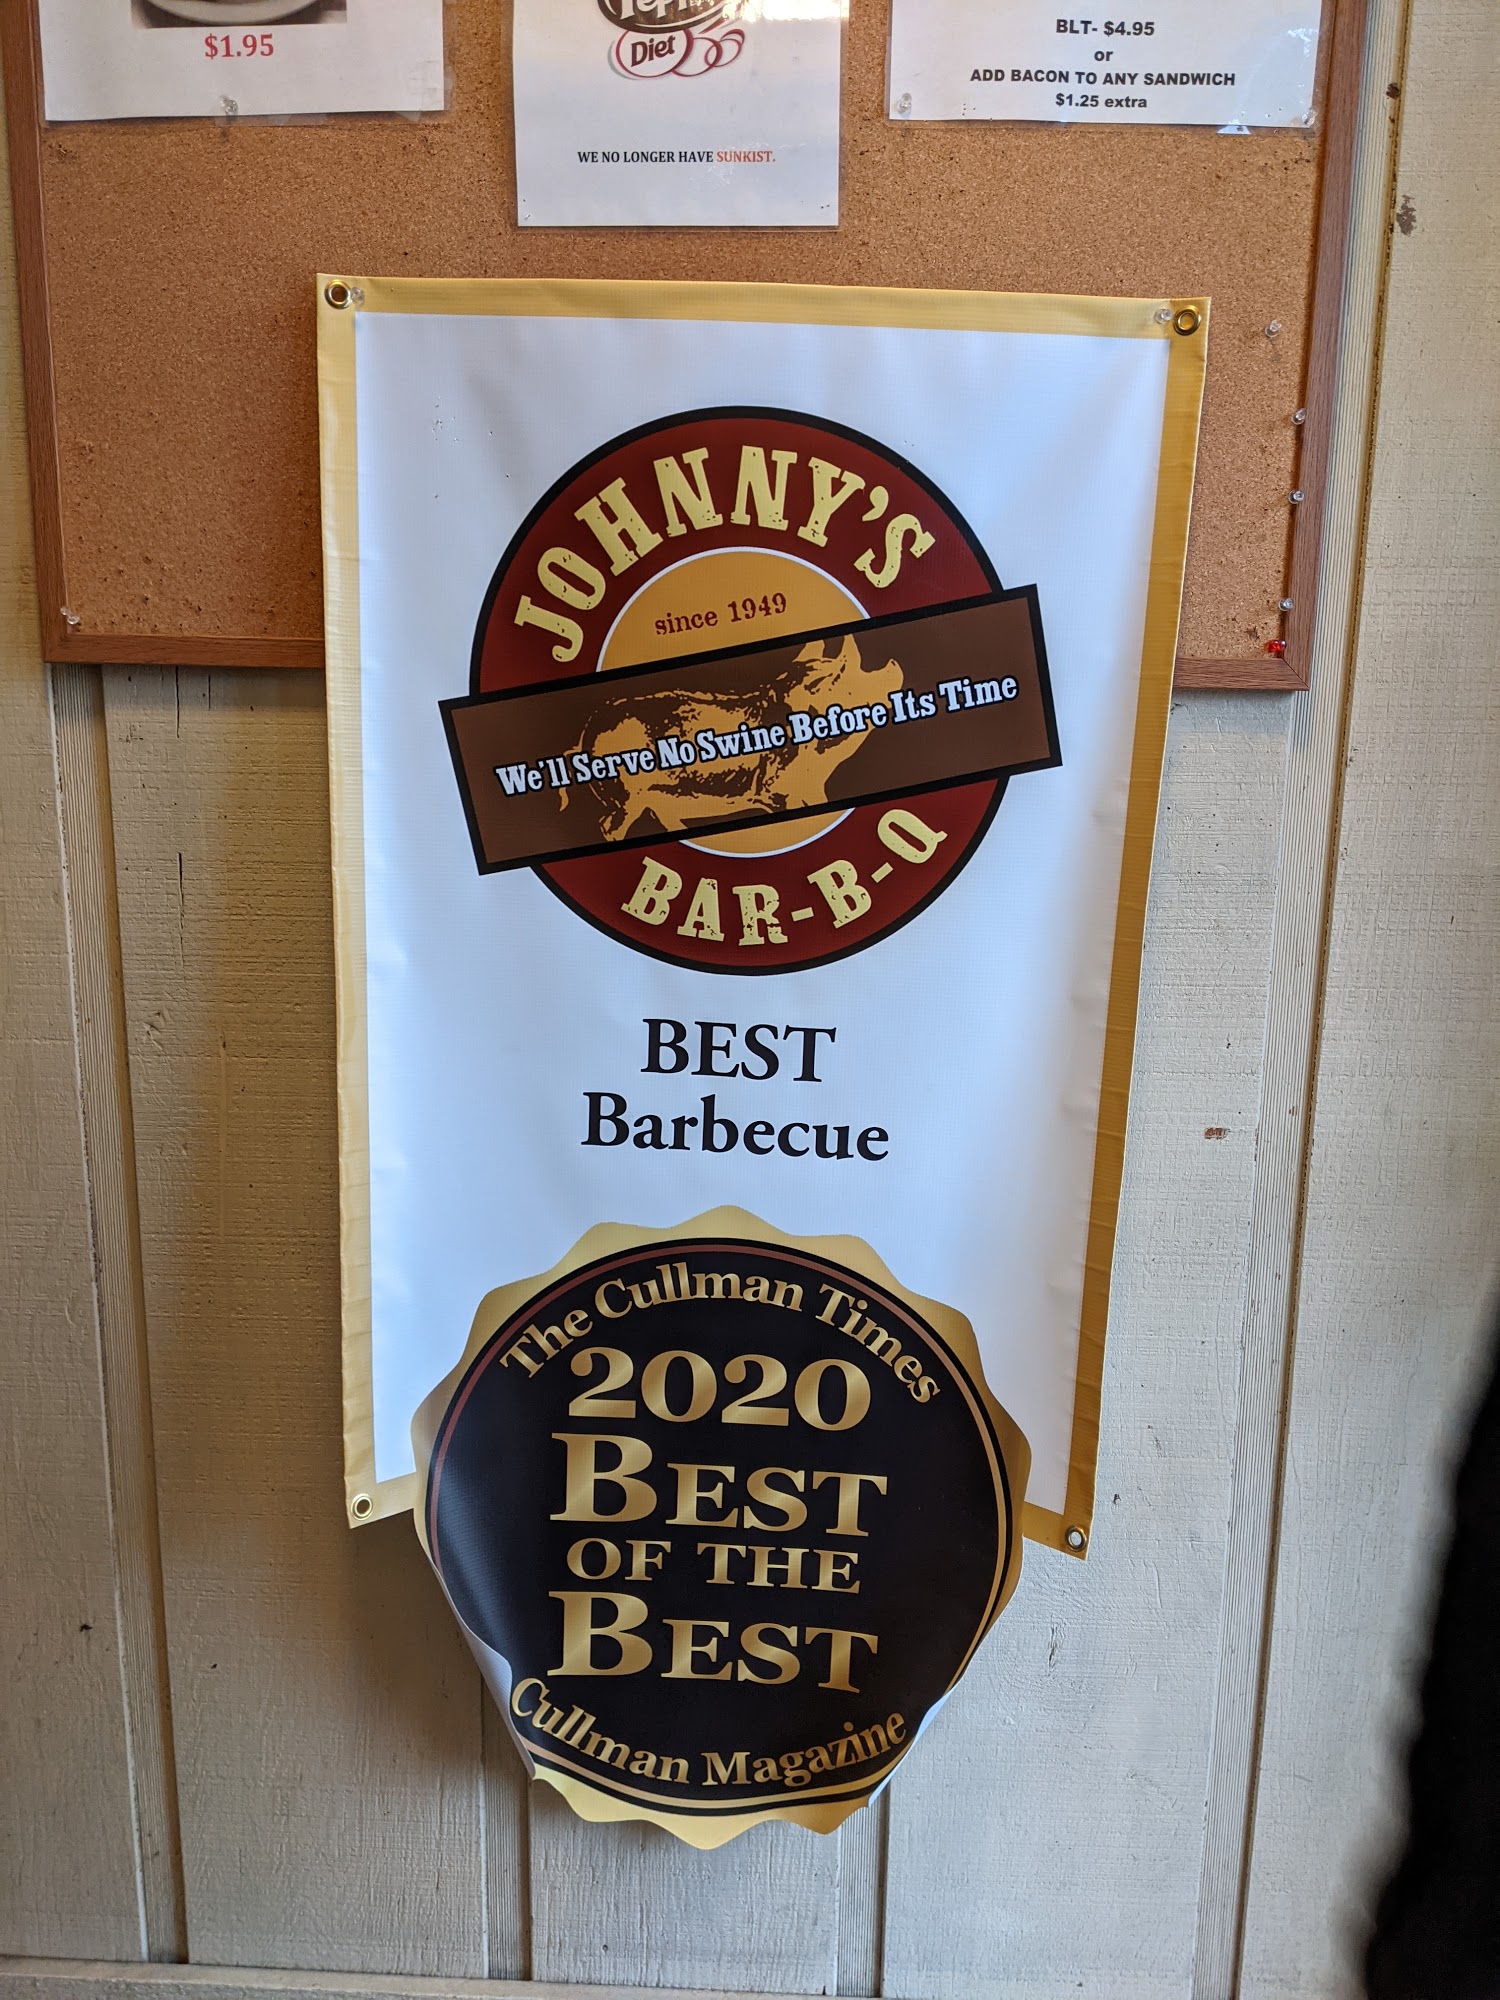 $1.95
Diet
WE NO LONGER HAVE SUNKIST.
BLT- $4.95
or
ADD BACON TO ANY SANDWICH
$1.25 extra
JOHNNY'S
since 1949
We'll Serve No Swine Before Its Time
BAR-B-Q
BEST
Barbecue
The Cullman Times
2020
BEST
OF THE
BEST
Cullman Magazine